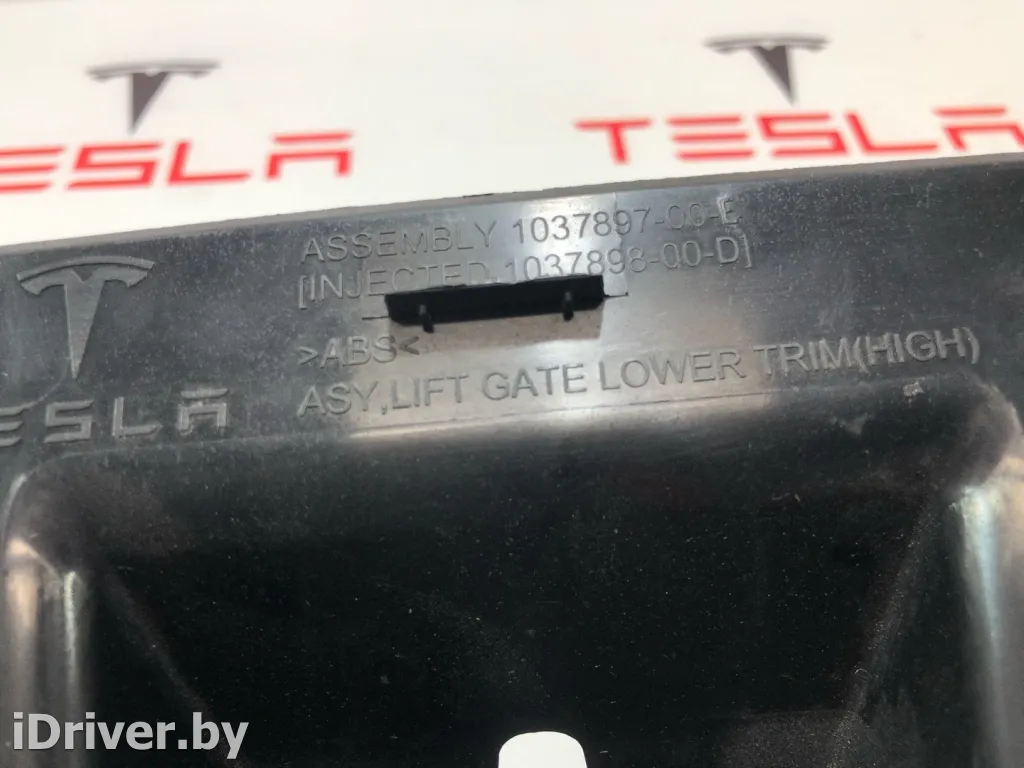 TESLA TESLA
ASSEMBLY 1037897-00-E
[INJECTED 1037898-00-D]
>ABS<
ASY,LIFT GATE LOWER TRIM(HIGH)
TESLA
iDriver.by